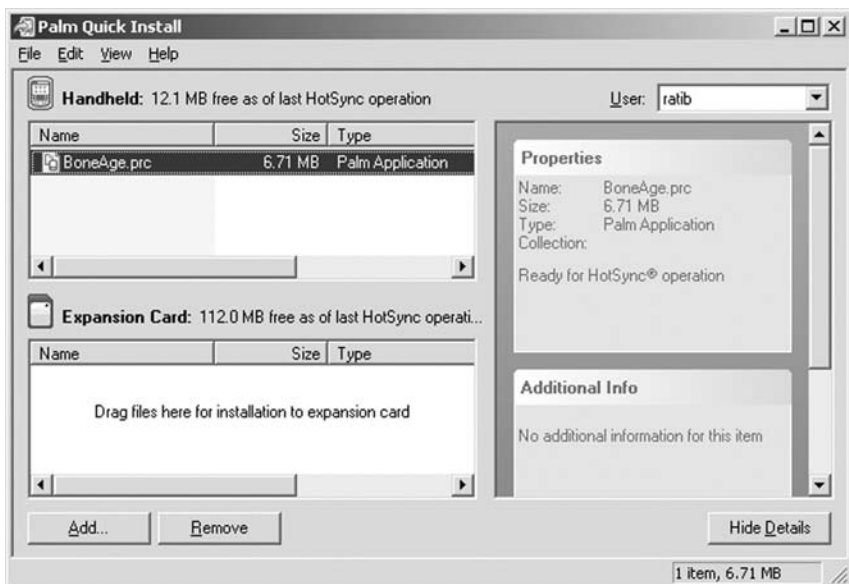 Palm Quick Install
File Edit View Help
Handheld: 12.1 MB free as of last HotSync operation
User: ratib
Name Size Type
BoneAge.prc 6.71 MB Palm Application
Expansion Card: 112.0 MB free as of last HotSync operati...
Name Size Type
Drag files here for installation to expansion card
Properties
Name: BoneAge.prc
Size: 6.71 MB
Type: Palm Application
Collection:
Ready for HotSync® operation
Additional Info
No additional information for this item
Add... Remove Hide Details
1 item, 6.71 MB